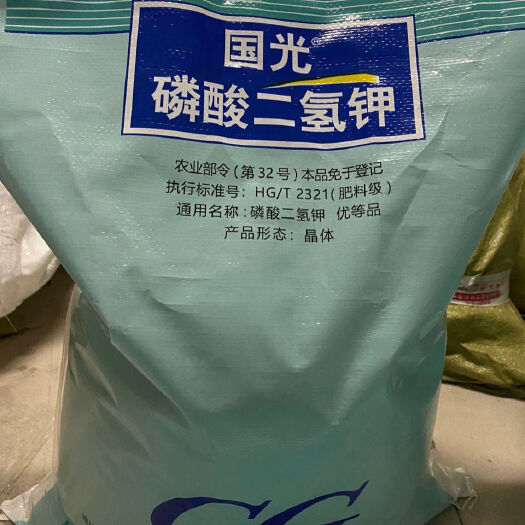 国光®
磷酸二氢钾
农业部令(第32号)本品免于登记
执行标准号：HG/T 2321(肥料级)
通用名称：磷酸二氢钾 优等品
产品形态：晶体